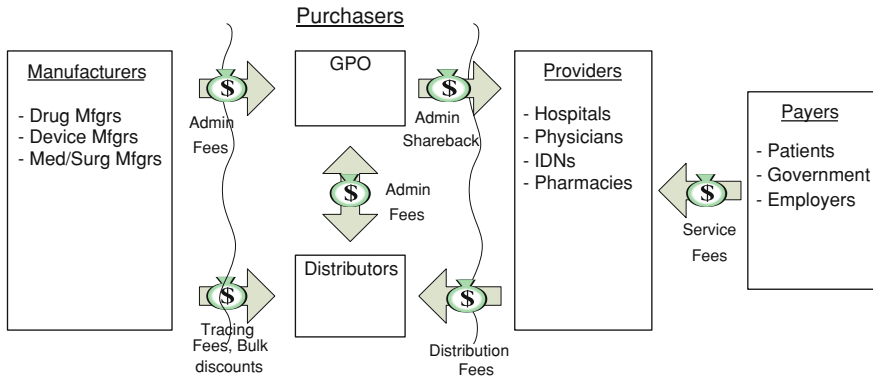 Purchasers
Manufacturers
- Drug Mfgrs
- Device Mfgrs
- Med/Surg Mfgrs
$
Admin
Fees
GPO
$
Admin
Shareback
Providers
- Hospitals
- Physicians
- IDNs
- Pharmacies
Payers
- Patients
- Government
- Employers
$
Admin
Fees
$
Service
Fees
$
Tracing
Fees, Bulk
discounts
Distributors
$
Distribution
Fees